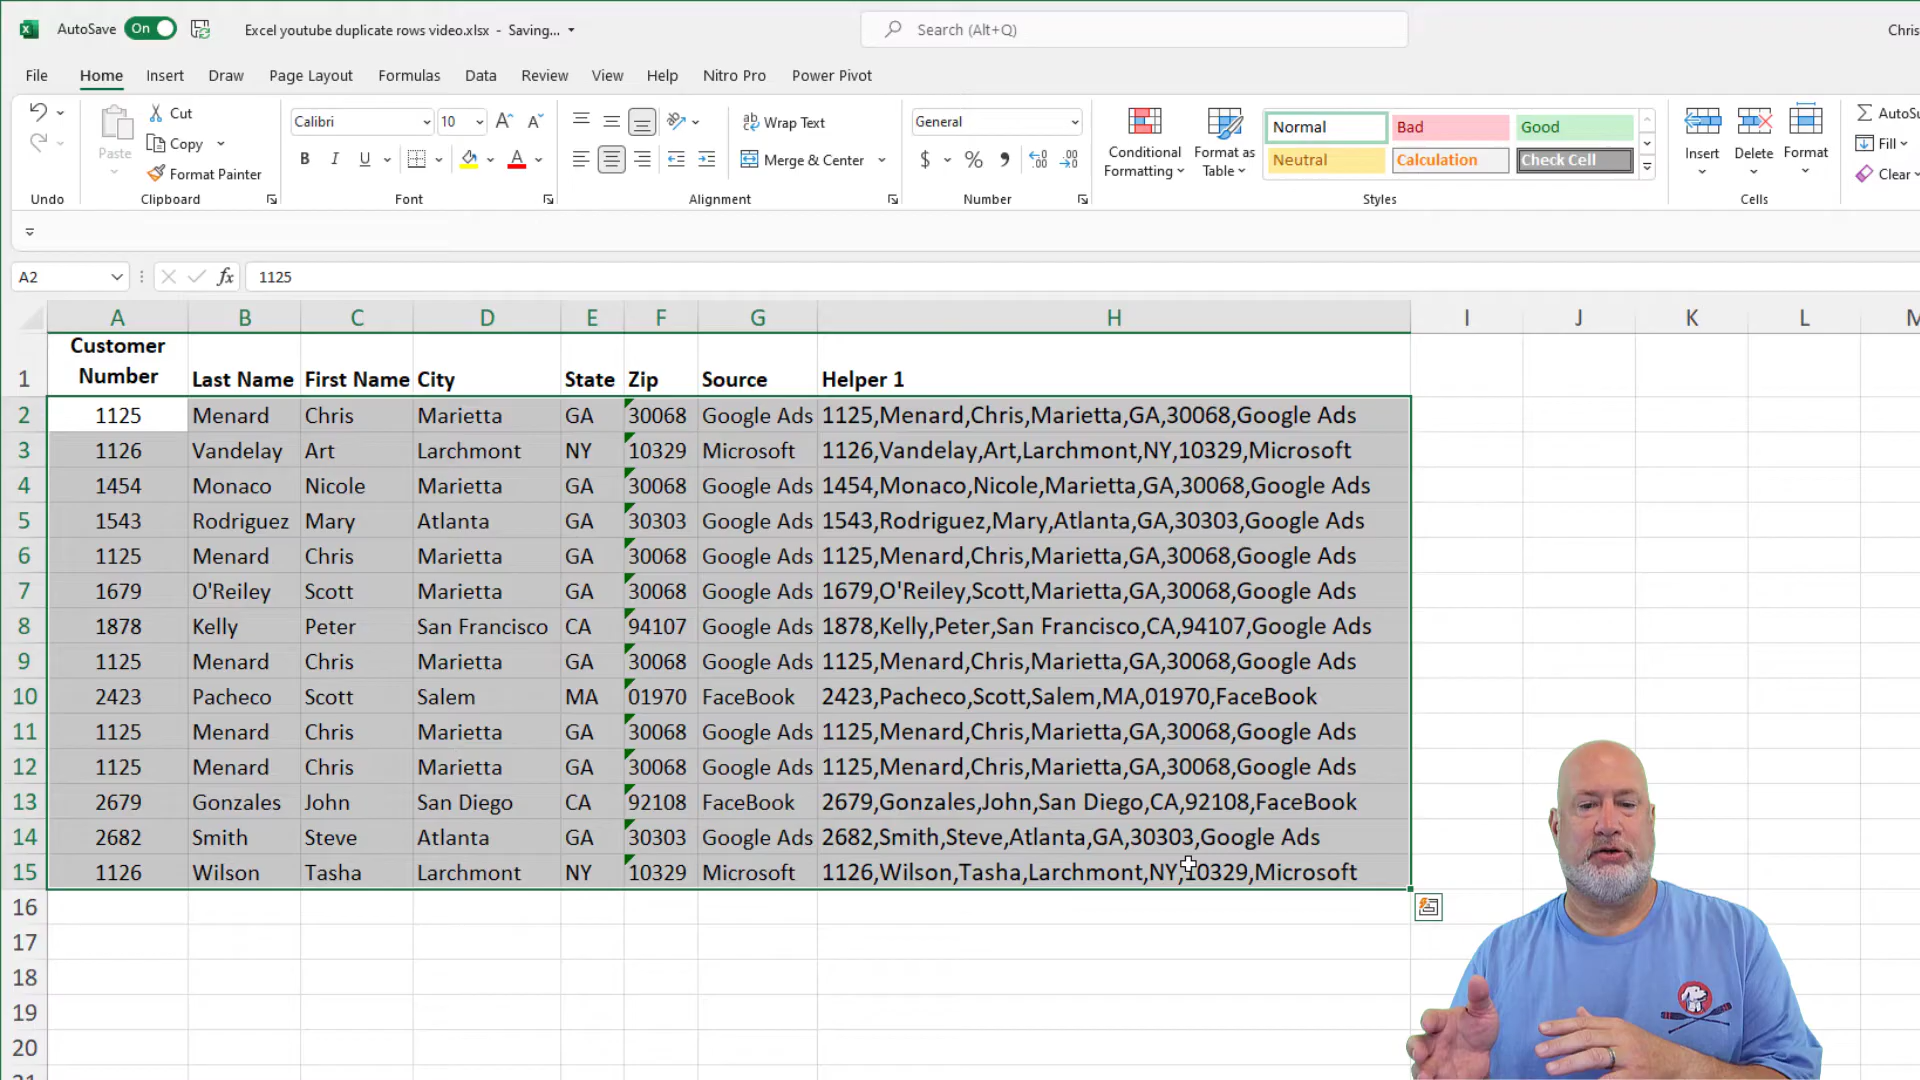 AutoSave On Excel youtube duplicate rows video.xlsx - Saving... Search (Alt+Q) Chris
File Home Insert Draw Page Layout Formulas Data Review View Help Nitro Pro Power Pivot
Cut Calibri 10 Wrap Text General Normal Bad Good AutoSu
Paste Copy B I U Merge & Center $ % Conditional Formatting Format as Table Neutral Calculation Check Cell Insert Delete Format Fill
Format Painter Clear
Undo Clipboard Font Alignment Number Styles Cells
A2 fx 1125
A B C D E F G H I J K L M
1 Customer Number Last Name First Name City State Zip Source Helper 1
2 1125 Menard Chris Marietta GA 30068 Google Ads 1125,Menard,Chris,Marietta,GA,30068,Google Ads
3 1126 Vandelay Art Larchmont NY 10329 Microsoft 1126,Vandelay,Art,Larchmont,NY,10329,Microsoft
4 1454 Monaco Nicole Marietta GA 30068 Google Ads 1454,Monaco,Nicole,Marietta,GA,30068,Google Ads
5 1543 Rodriguez Mary Atlanta GA 30303 Google Ads 1543,Rodriguez,Mary,Atlanta,GA,30303,Google Ads
6 1125 Menard Chris Marietta GA 30068 Google Ads 1125,Menard,Chris,Marietta,GA,30068,Google Ads
7 1679 O'Reiley Scott Marietta GA 30068 Google Ads 1679,O'Reiley,Scott,Marietta,GA,30068,Google Ads
8 1878 Kelly Peter San Francisco CA 94107 Google Ads 1878,Kelly,Peter,San Francisco,CA,94107,Google Ads
9 1125 Menard Chris Marietta GA 30068 Google Ads 1125,Menard,Chris,Marietta,GA,30068,Google Ads
10 2423 Pacheco Scott Salem MA 01970 FaceBook 2423,Pacheco,Scott,Salem,MA,01970,FaceBook
11 1125 Menard Chris Marietta GA 30068 Google Ads 1125,Menard,Chris,Marietta,GA,30068,Google Ads
12 1125 Menard Chris Marietta GA 30068 Google Ads 1125,Menard,Chris,Marietta,GA,30068,Google Ads
13 2679 Gonzales John San Diego CA 92108 FaceBook 2679,Gonzales,John,San Diego,CA,92108,FaceBook
14 2682 Smith Steve Atlanta GA 30303 Google Ads 2682,Smith,Steve,Atlanta,GA,30303,Google Ads
15 1126 Wilson Tasha Larchmont NY 10329 Microsoft 1126,Wilson,Tasha,Larchmont,NY,10329,Microsoft
16
17
18
19
20